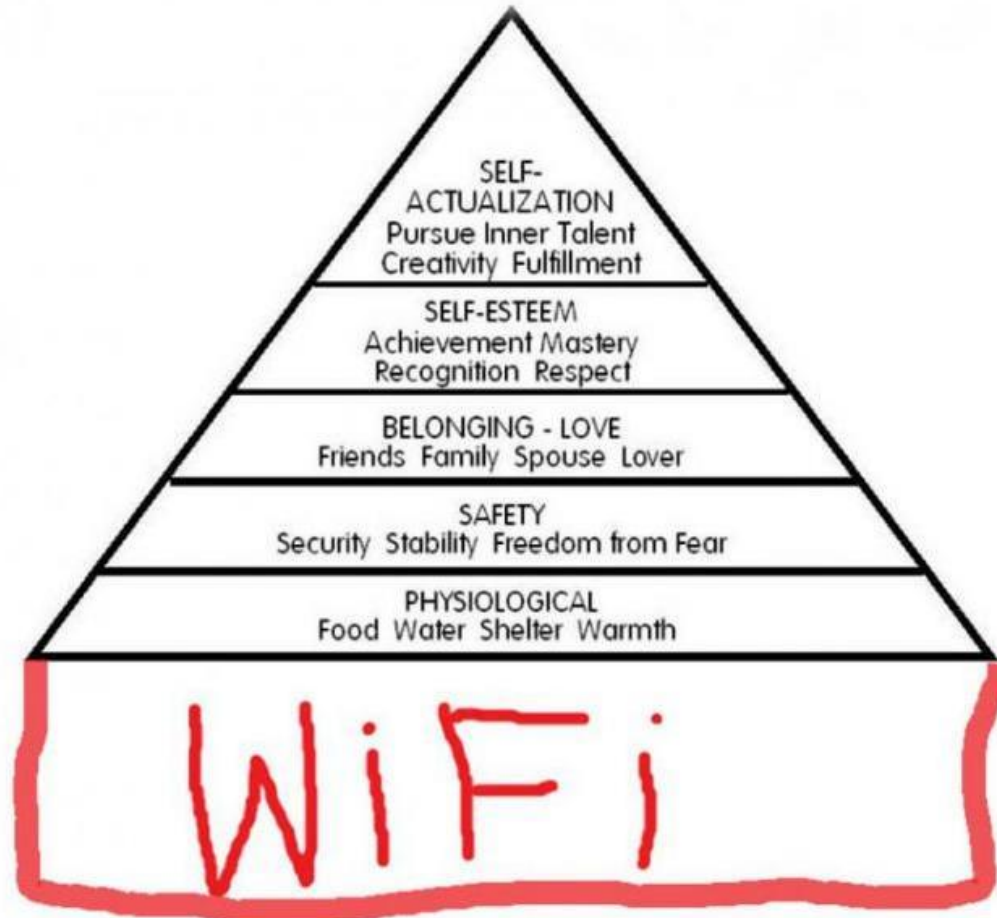 SELF-
ACTUALIZATION
Pursue Inner Talent
Creativity Fulfillment
SELF-ESTEEM
Achievement Mastery
Recognition Respect
BELONGING - LOVE
Friends Family Spouse Lover
SAFETY
Security Stability Freedom from Fear
PHYSIOLOGICAL
Food Water Shelter Warmth
WiFi